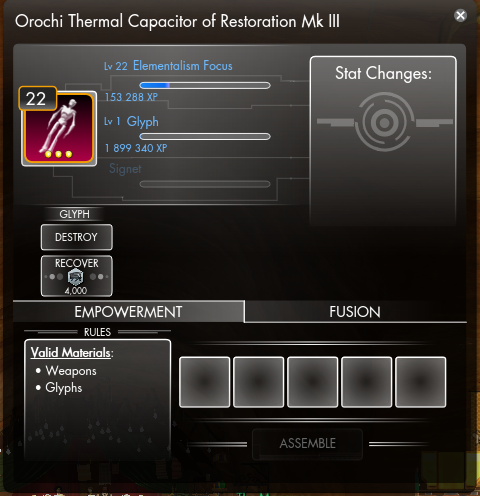 Orochi Thermal Capacitor of Restoration Mk III
Lv 22 Elementalism Focus
153 288 XP
22
Lv 1 Glyph
1 899 340 XP
Signet
Stat Changes:
GLYPH
DESTROY
RECOVER
4,000
EMPOWERMENT
FUSION
RULES
Valid Materials:
• Weapons
• Glyphs
ASSEMBLE